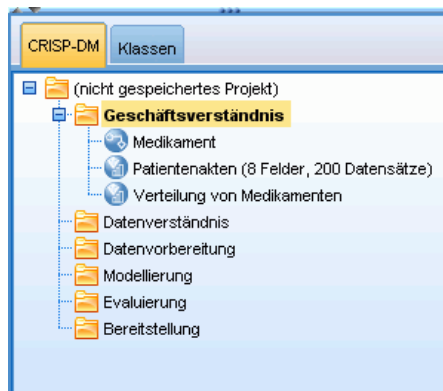 CRISP-DM Klassen
(nicht gespeichertes Projekt)
Geschäftsverständnis
Medikament
Patientenakten (8 Felder, 200 Datensätze)
Verteilung von Medikamenten
Datenverständnis
Datenvorbereitung
Modellierung
Evaluierung
Bereitstellung